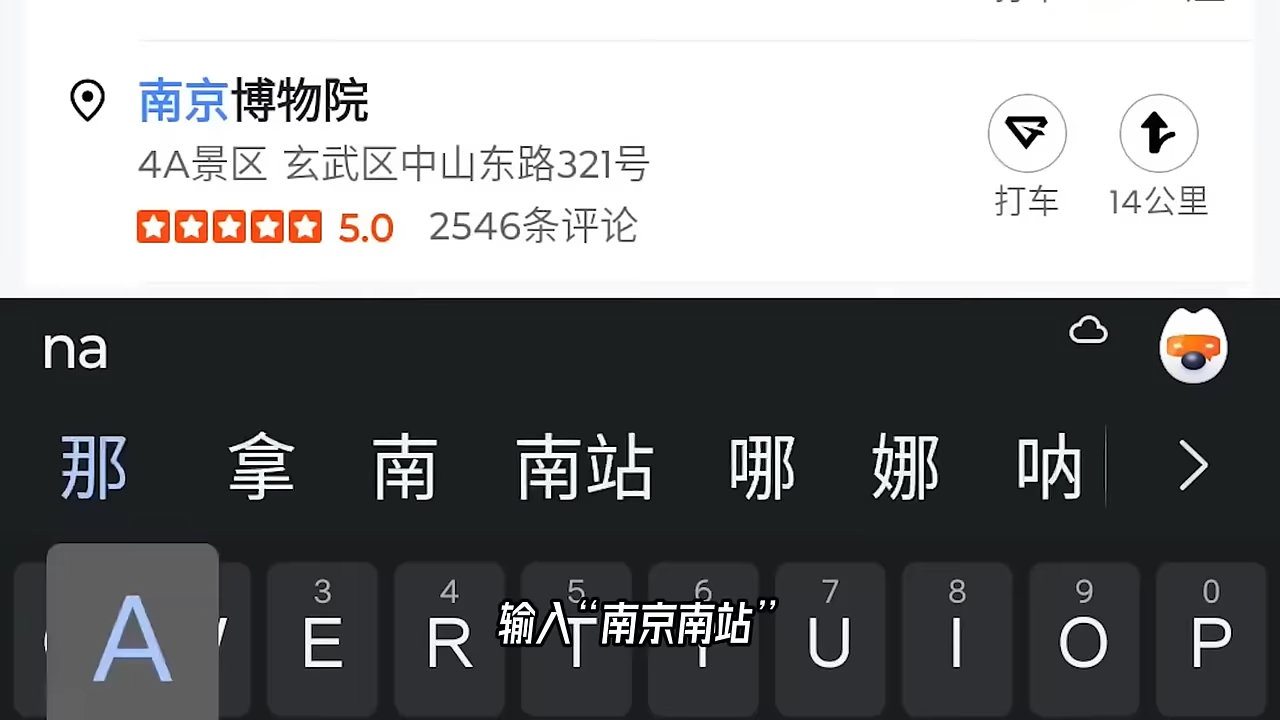 南京博物院
4A景区 玄武区中山东路321号
5.0 2546条评论
打车
14公里
na
那 拿 南 南站 哪 娜 呐
A
3 4 5 6 7 8 9 0
E R T Y U I O P
输入“南京南站”